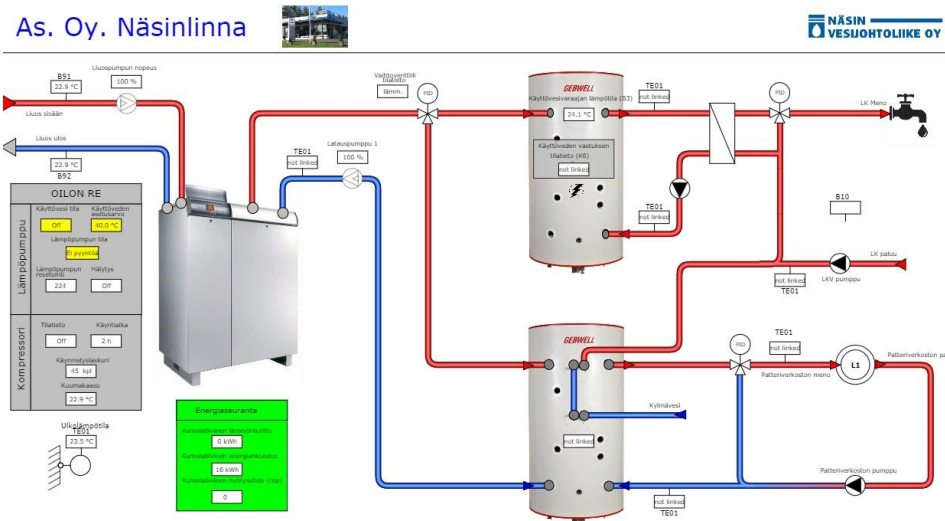 As. Oy. Näsinlinna
NÄSIN
VESIJOHTOLIIKE OY
B91
22.9 °C
Liuospumpun nopeus
100 %
Liuos sisään
Liuos ulos
22.9 °C
B92
Vaihtoventtiili
tilatieto
lämm.
PID
TE01
not linked
Latauspumppu 1
100 %
GEBWELL
Käyttövesivaraajan lämpötila (B3)
24.1 °C
Käyttöveden vastuksen
tilatieto (K6)
not linked
TE01
not linked
TE01
not linked
PID
LK Meno
B10
LK paluu
LKV pumppu
not linked
TE01
OILON RE
Lämpöpumppu
Käyttövesi tila
Off
Käyttöveden
asetusarvo
40.0 °C
Lämpöpumpun tila
Ei pyyntöä
Lämpöpumpun
resetointi
224
Hälytys
Off
Kompressori
Tilatieto
Off
Käyntiaika
2 h
Käynnistyslaskuri
45 kpl
Kuumakaasu
22.9 °C
Ulkolämpötila
TE01
23.5 °C
Energiaseuranta
Kumulatiivinen lämmöntuotto
0 kWh
Kumulatiivinen energiankulutus
16 kWh
Kumulatiivinen hyötysuhde (cop)
0
GEBWELL
Kylmävesi
not linked
PID
TE01
not linked
Patteriverkoston meno
L1
Patteriverkoston pa
Patteriverkoston pumppu
not linked
TE01